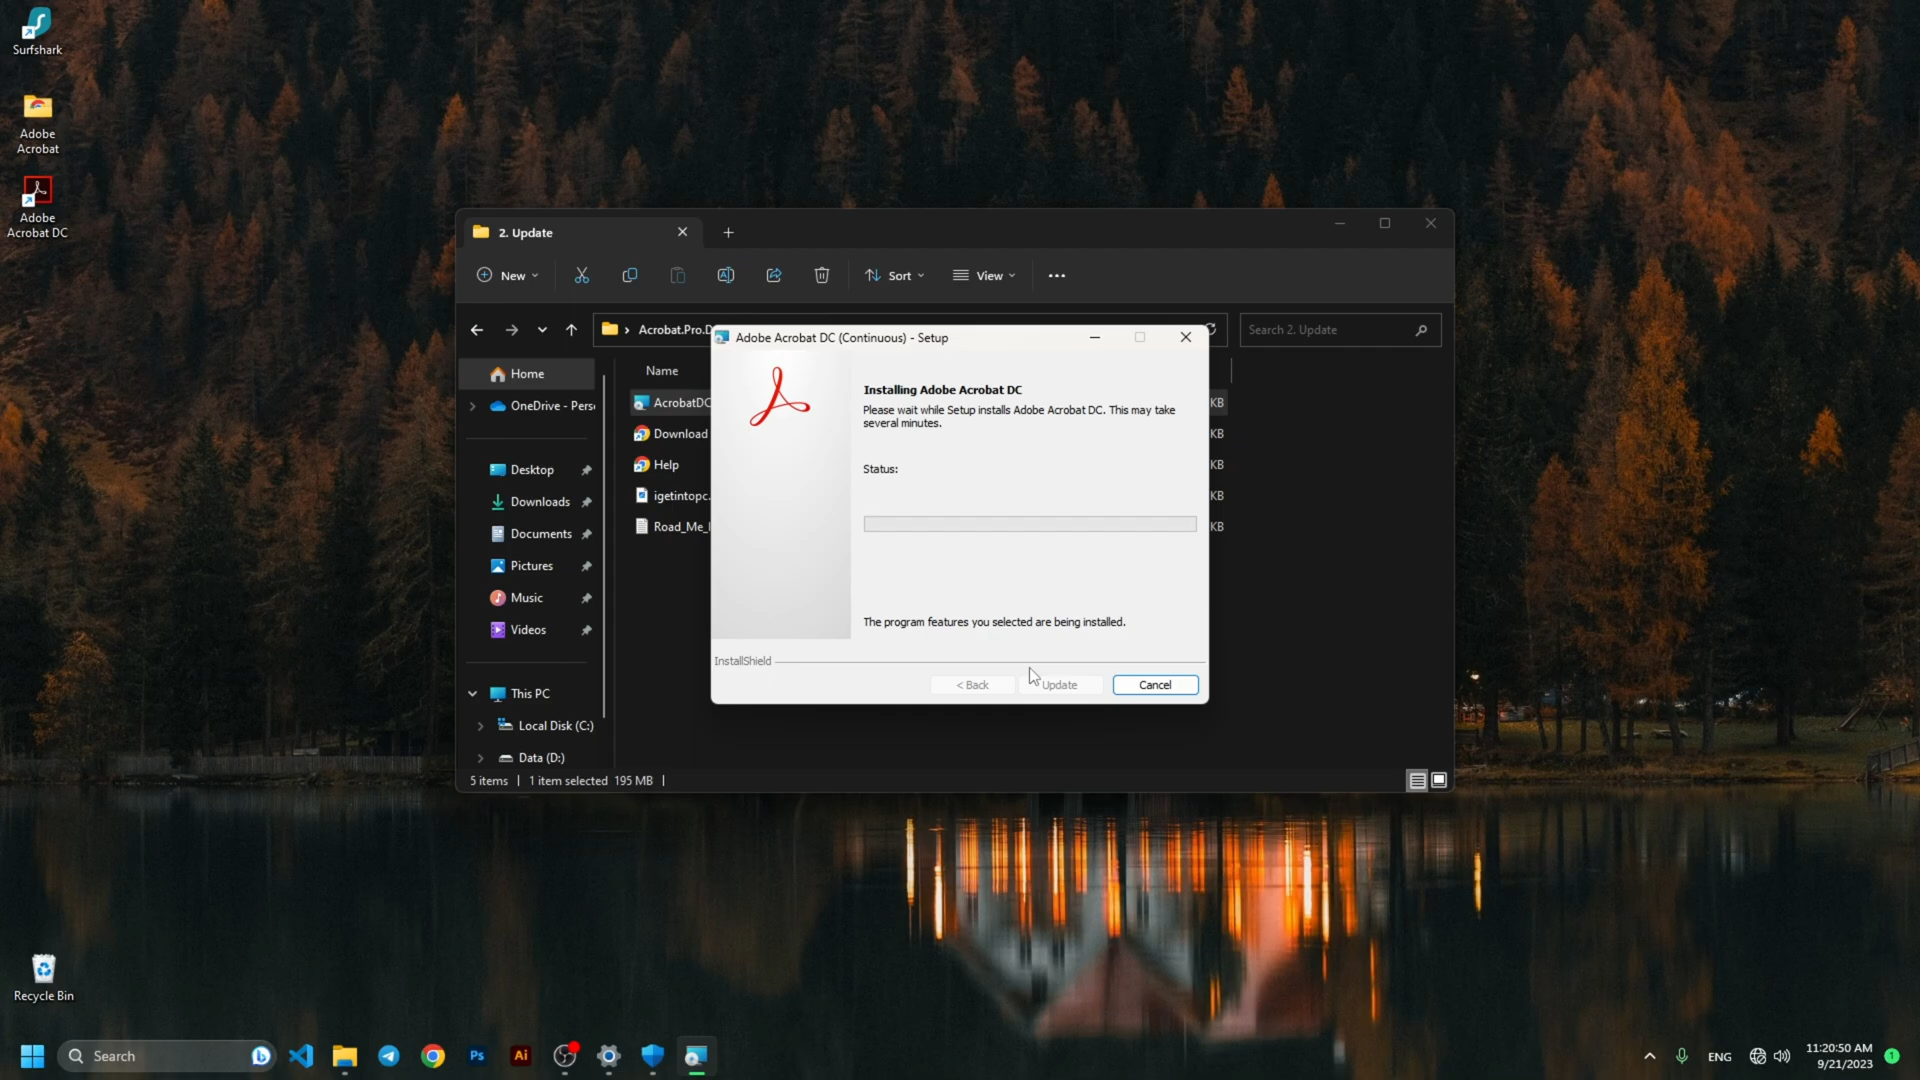 Surfshark
Adobe
Acrobat
Adobe
Acrobat DC
Recycle Bin
2. Update
New
Sort
View
Acrobat.Pro.D
Search 2. Update
Home
OneDrive - Pers
Desktop
Downloads
Documents
Pictures
Music
Videos
This PC
Local Disk (C:)
Data (D:)
Name
AcrobatDC
KB
Download
KB
Help
KB
igetintopc.
KB
Road_Me_
KB
5 items
1 item selected
195 MB
Adobe Acrobat DC (Continuous) - Setup
Installing Adobe Acrobat DC
Please wait while Setup installs Adobe Acrobat DC. This may take
several minutes.
Status:
The program features you selected are being installed.
InstallShield
< Back
Update
Cancel
Search
Ps
Ai
ENG
11:20:50 AM
9/21/2023
1